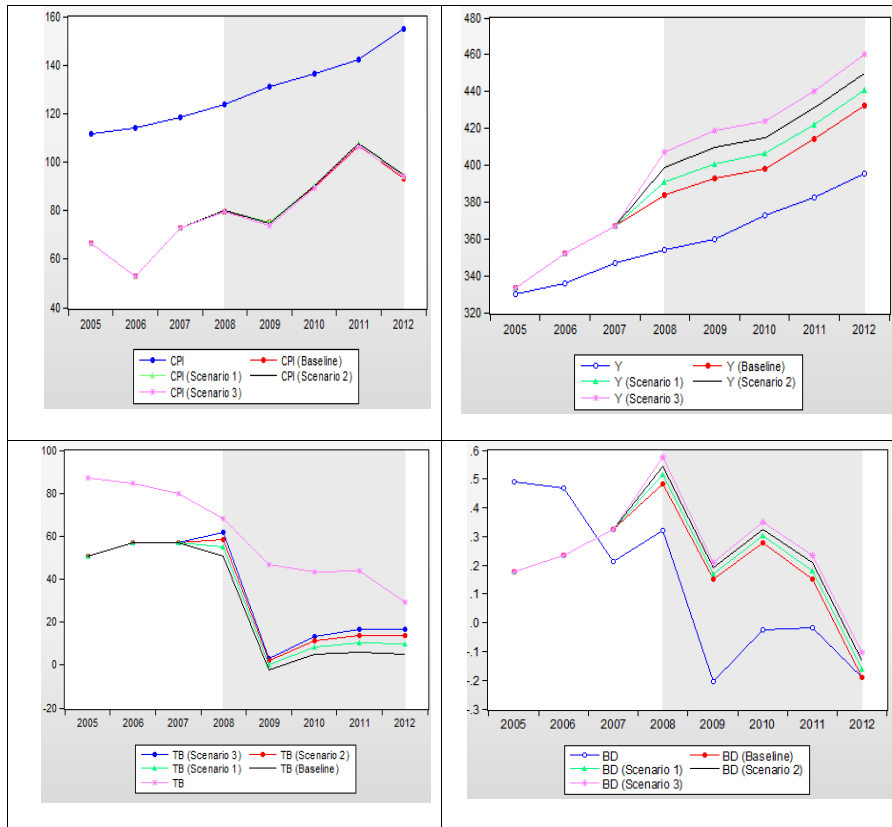 160
140
120
100
80
60
40
2005 2006 2007 2008 2009 2010 2011 2012
CPI CPI (Baseline)
CPI (Scenario 1) CPI (Scenario 2)
CPI (Scenario 3)
480
460
440
420
400
380
360
340
320
2005 2006 2007 2008 2009 2010 2011 2012
Y Y (Baseline)
Y (Scenario 1) Y (Scenario 2)
Y (Scenario 3)
100
80
60
40
20
0
-20
2005 2006 2007 2008 2009 2010 2011 2012
TB (Scenario 3) TB (Scenario 2)
TB (Scenario 1) TB (Baseline)
TB
.6
.5
.4
.3
.2
.1
.0
-.1
-.2
-.3
2005 2006 2007 2008 2009 2010 2011 2012
BD BD (Baseline)
BD (Scenario 1) BD (Scenario 2)
BD (Scenario 3)